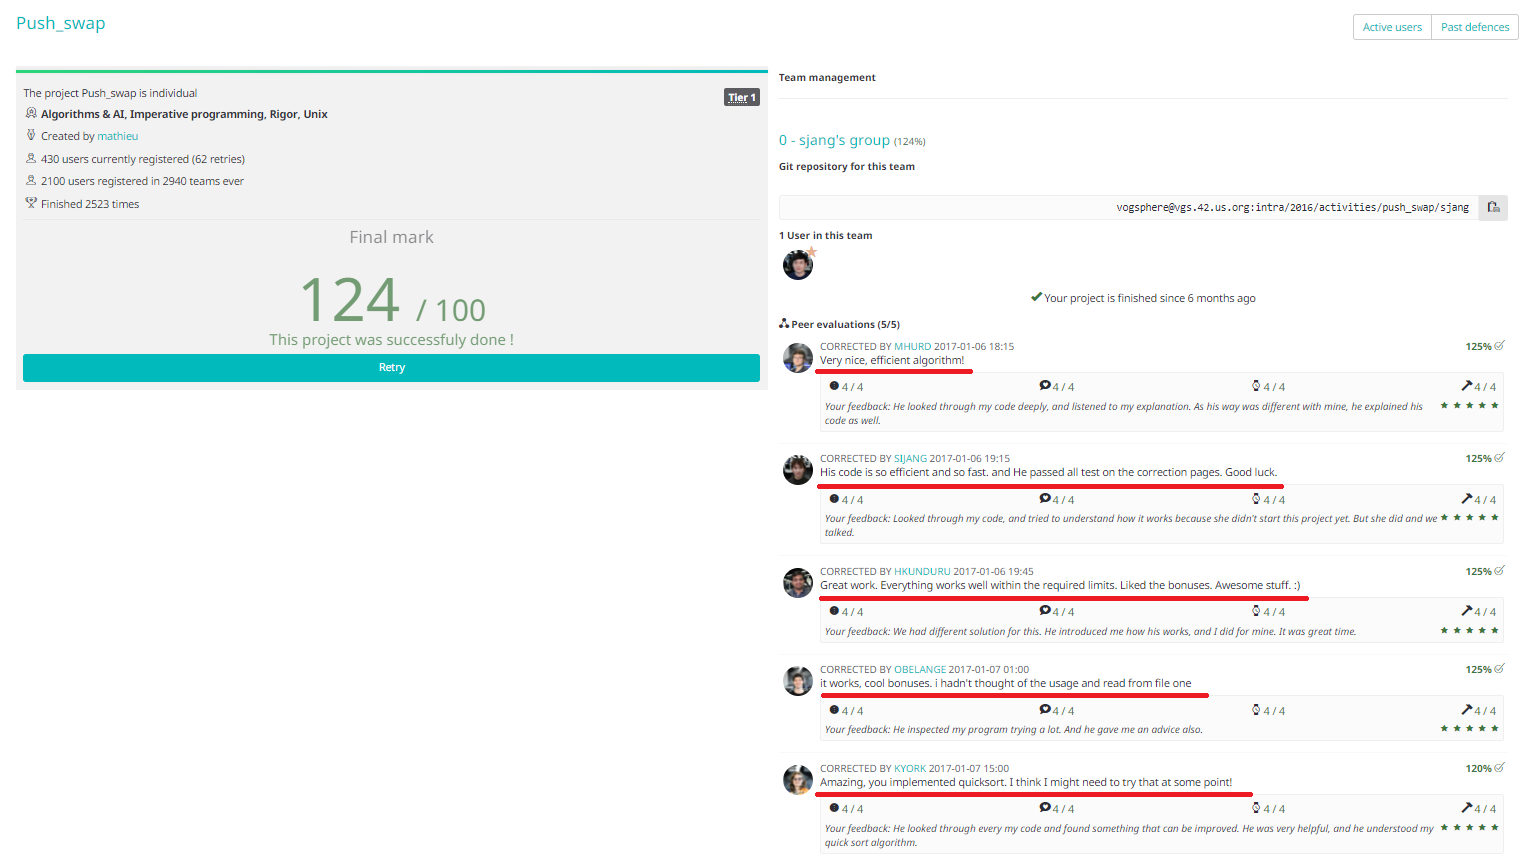 Push_swap
Active users
Past defences
The project Push_swap is individual
Tier 1
Algorithms & AI, Imperative programming, Rigor, Unix
Created by mathieu
430 users currently registered (62 retries)
2100 users registered in 2940 teams ever
Finished 2523 times
Final mark
124 / 100
This project was successfuly done !
Retry
Team management
0 - sjang's group (124%)
Git repository for this team
vogsphere@vgs.42.us.org:intra/2016/activities/push_swap/sjang
1 User in this team
Your project is finished since 6 months ago
Peer evaluations (5/5)
CORRECTED BY MHURD 2017-01-06 18:15
125%
Very nice, efficient algorithm!
4 / 4
4 / 4
4 / 4
4 / 4
Your feedback: He looked through my code deeply, and listened to my explanation. As his way was different with mine, he explained his
code as well.
CORRECTED BY SIJANG 2017-01-06 19:15
125%
His code is so efficient and so fast. and He passed all test on the correction pages. Good luck.
4 / 4
4 / 4
4 / 4
4 / 4
Your feedback: Looked through my code, and tried to understand how it works because she didn't start this project yet. But she did and we
talked.
CORRECTED BY HKUNDURU 2017-01-06 19:45
125%
Great work. Everything works well within the required limits. Liked the bonuses. Awesome stuff. :)
4 / 4
4 / 4
4 / 4
4 / 4
Your feedback: We had different solution for this. He introduced me how his works, and I did for mine. It was great time.
CORRECTED BY OBELANGE 2017-01-07 01:00
125%
it works, cool bonuses. i hadn't thought of the usage and read from file one
4 / 4
4 / 4
4 / 4
4 / 4
Your feedback: He inspected my program trying a lot. And he gave me an advice also.
CORRECTED BY KYORK 2017-01-07 15:00
120%
Amazing, you implemented quicksort. I think I might need to try that at some point!
4 / 4
4 / 4
4 / 4
4 / 4
Your feedback: He looked through every my code and found something that can be improved. He was very helpful, and he understood my
quick sort algorithm.